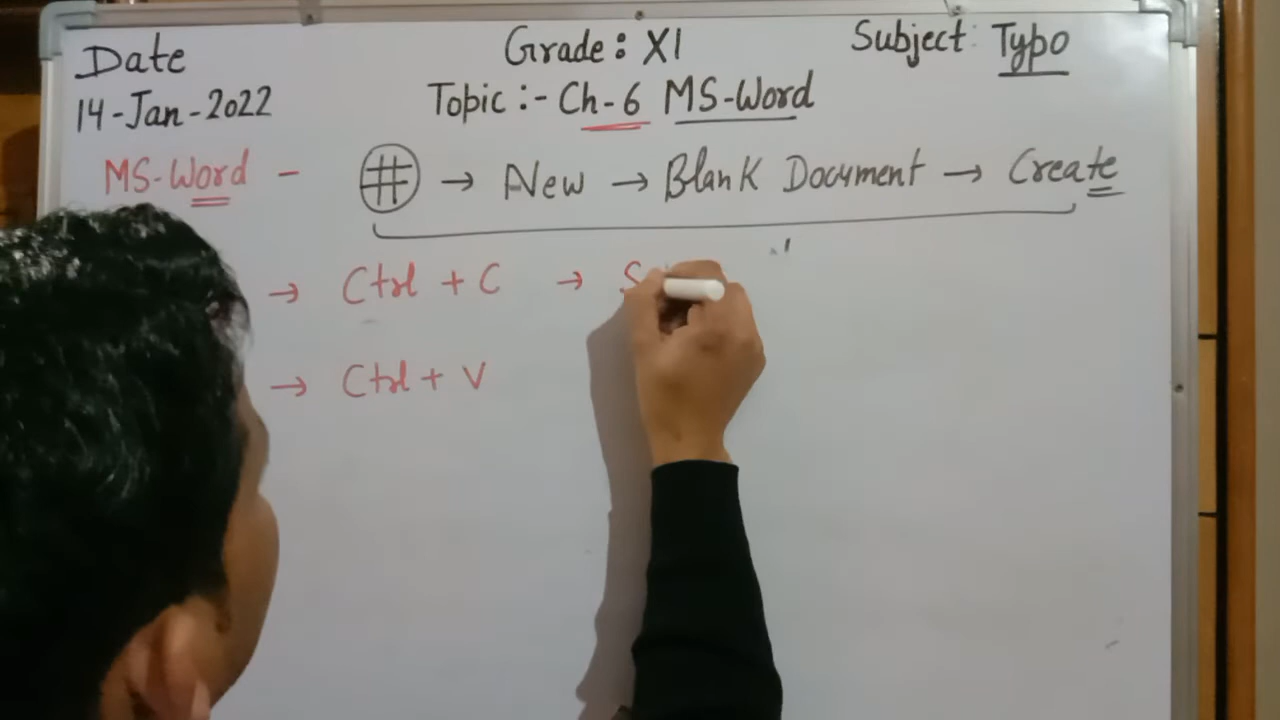 Date Grade: XI Subject: Typo
14-Jan-2022 Topic :- Ch-6 MS-Word
MS-Word - # → New → Blank Document → Create
→ Ctrl + C → S
→ Ctrl + V